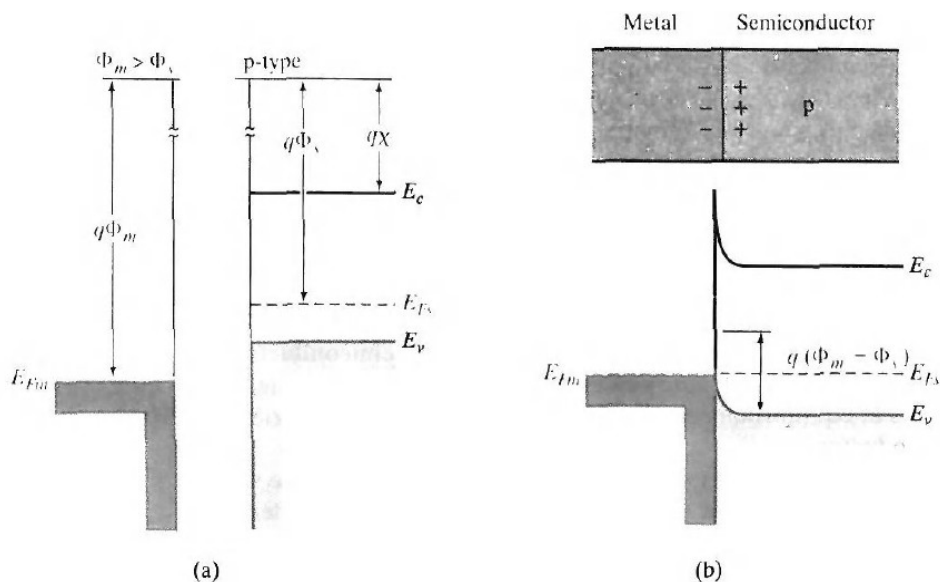 Φm > Φs
p-type
qΦm
qΦs
qχ
Ec
EFs
Ev
EFm
(a)
(b)
Metal
Semiconductor
− +
− +
− +
p
Ec
q (Φm − Φs)
EFm
EFs
Ev